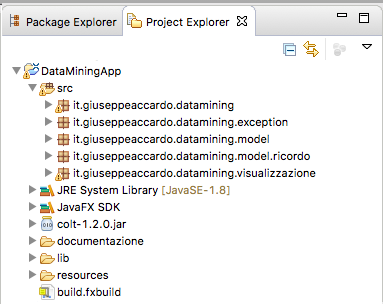 Package Explorer
Project Explorer
DataMiningApp
src
it.giuseppeaccardo.datamining
it.giuseppeaccardo.datamining.exception
it.giuseppeaccardo.datamining.model
it.giuseppeaccardo.datamining.model.ricordo
it.giuseppeaccardo.datamining.visualizzazione
JRE System Library [JavaSE-1.8]
JavaFX SDK
colt-1.2.0.jar
documentazione
lib
resources
build.fxbuild